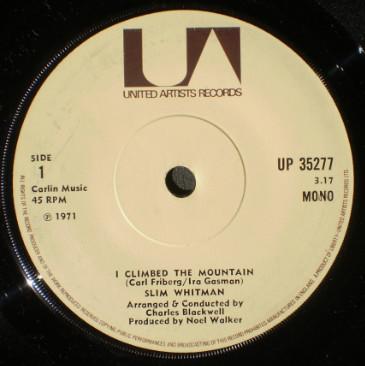 UA
UNITED ARTISTS RECORDS
SIDE
1
Carlin Music
45 RPM
℗ 1971
UP 35277
3.17
MONO
I CLIMBED THE MOUNTAIN
(Carl Friberg/Ira Gasman)
SLIM WHITMAN
Arranged & Conducted by
Charles Blackwell
Produced by Noel Walker